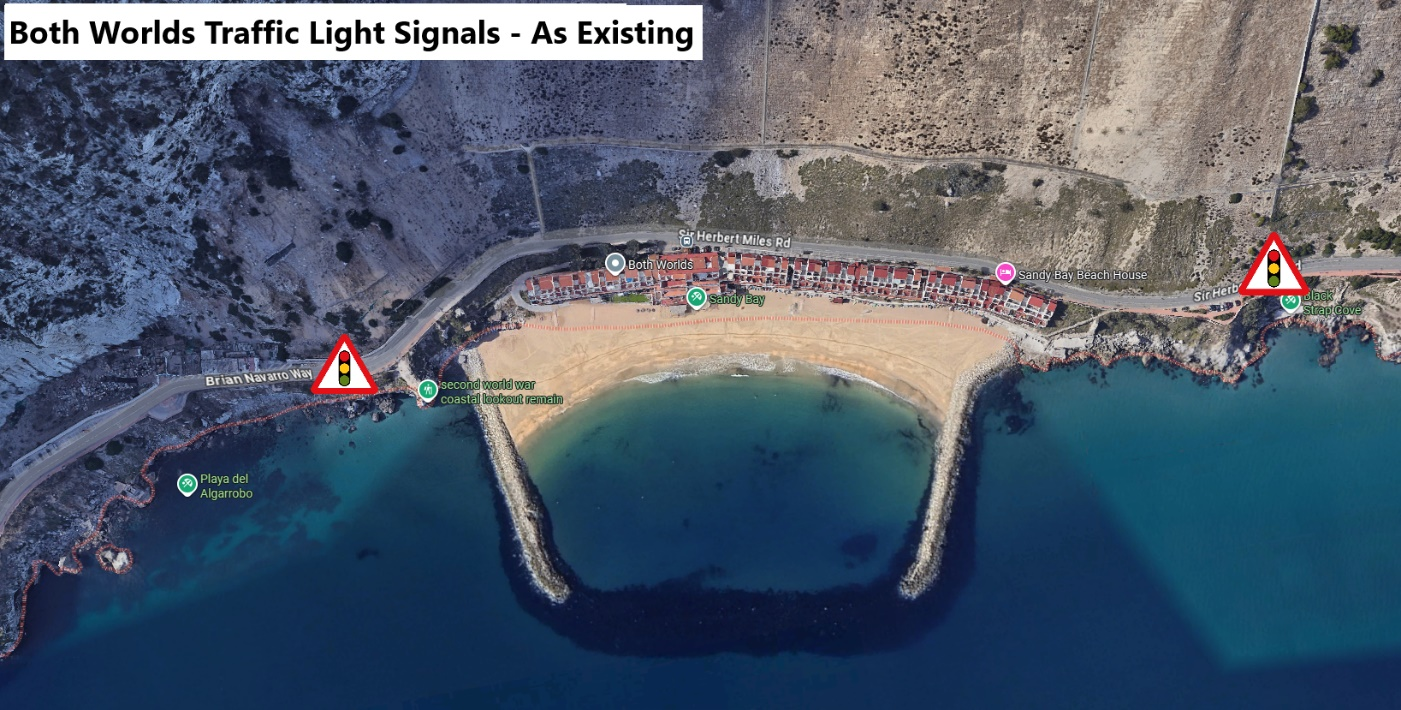 Both Worlds Traffic Light Signals - As Existing
Sir Herbert Miles Rd
Both Worlds
Sandy Bay Beach House
Sandy Bay
Sir Herb
Black
Strap Cove
Brian Navarro Way
second world war
coastal lookout remain
Playa del
Algarrobo